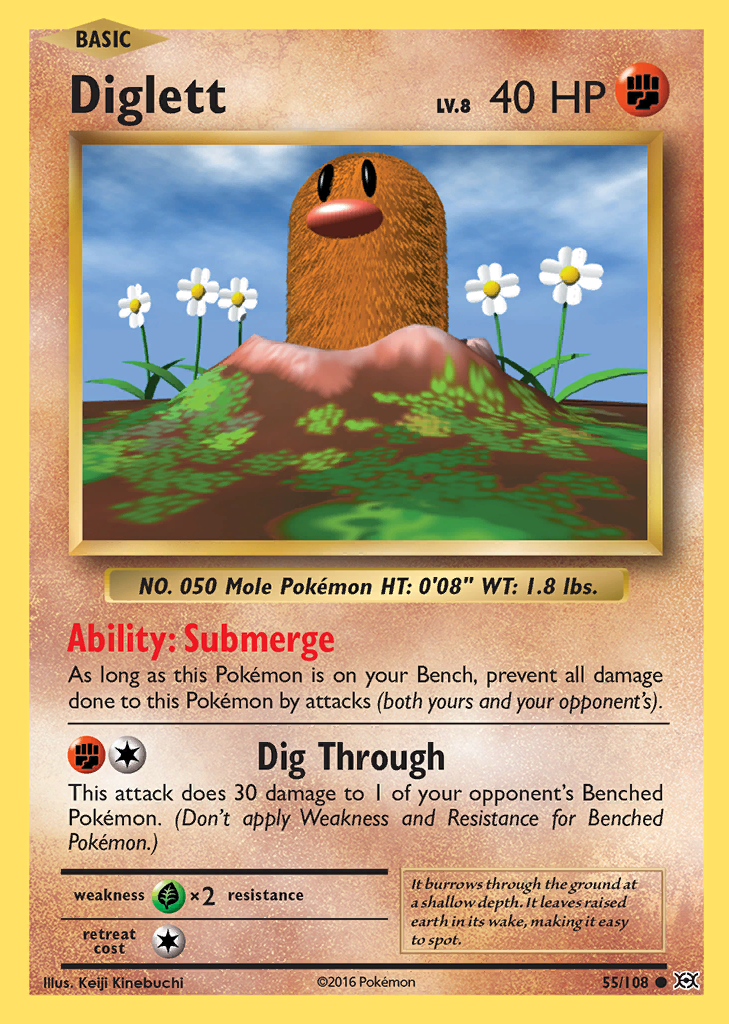 BASIC
Diglett
LV.8 40 HP
NO. 050 Mole Pokémon HT: 0'08" WT: 1.8 lbs.
Ability: Submerge
As long as this Pokémon is on your Bench, prevent all damage
done to this Pokémon by attacks (both yours and your opponent's).
Dig Through
This attack does 30 damage to 1 of your opponent's Benched
Pokémon. (Don't apply Weakness and Resistance for Benched
Pokémon.)
weakness ×2 resistance
retreat
cost
It burrows through the ground at
a shallow depth. It leaves raised
earth in its wake, making it easy
to spot.
Illus. Keiji Kinebuchi
©2016 Pokémon
55/108